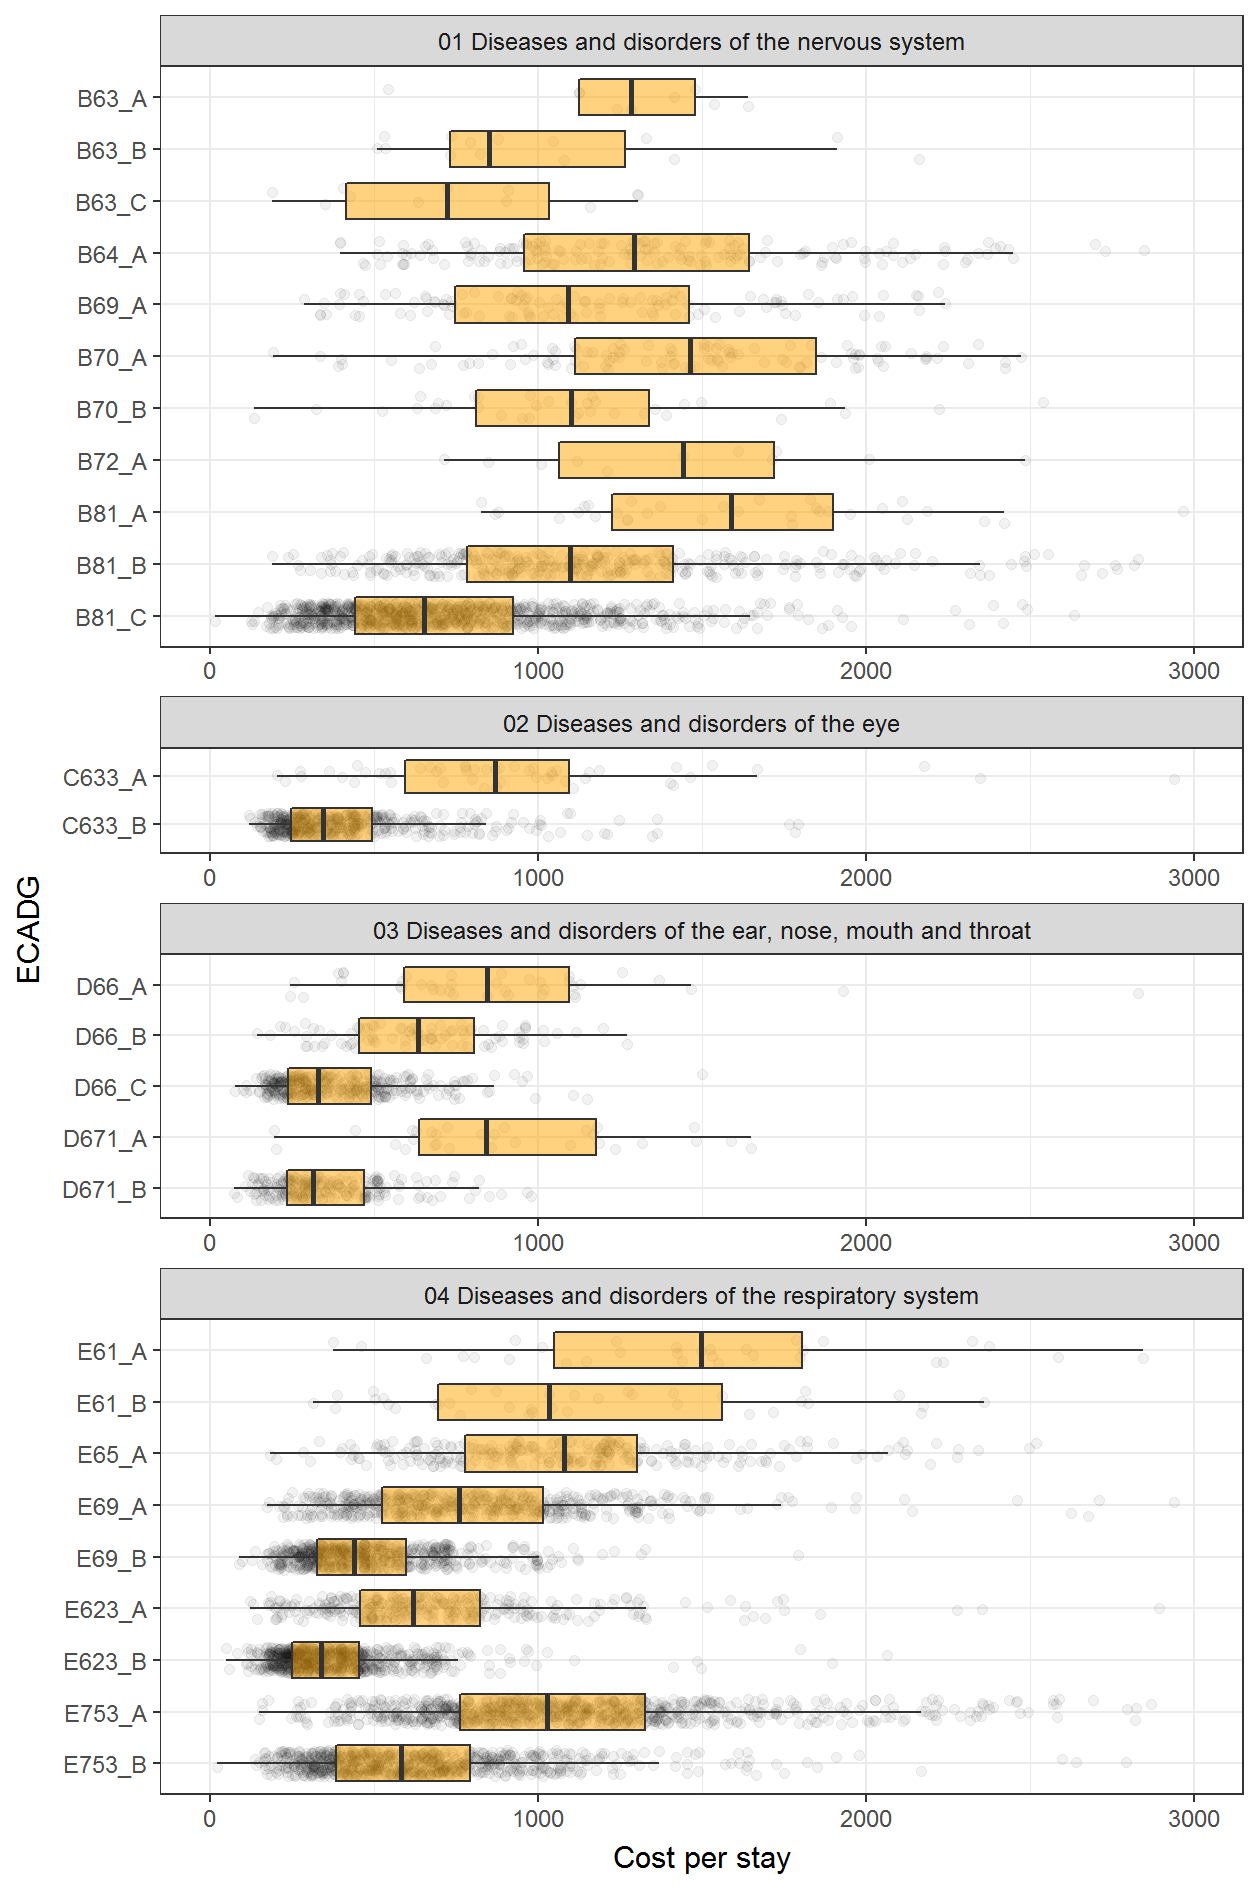 01 Diseases and disorders of the nervous system
B63_A
B63_B
B63_C
B64_A
B69_A
B70_A
B70_B
B72_A
B81_A
B81_B
B81_C
0 1000 2000 3000
02 Diseases and disorders of the eye
C633_A
C633_B
0 1000 2000 3000
ECADG
03 Diseases and disorders of the ear, nose, mouth and throat
D66_A
D66_B
D66_C
D671_A
D671_B
0 1000 2000 3000
04 Diseases and disorders of the respiratory system
E61_A
E61_B
E65_A
E69_A
E69_B
E623_A
E623_B
E753_A
E753_B
0 1000 2000 3000
Cost per stay